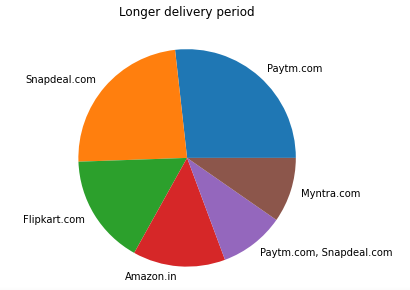 Longer delivery period
Paytm.com
Snapdeal.com
Flipkart.com
Amazon.in
Paytm.com, Snapdeal.com
Myntra.com